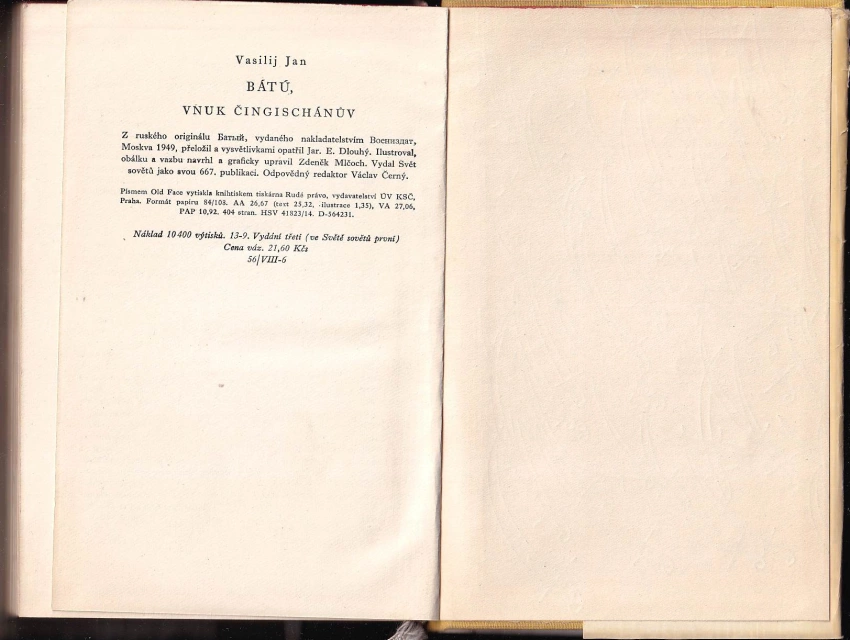 Vasilij Jan
BÁTÚ,
VNUK ČINGISCHÁNŮV
Z ruského originálu Батый, vydaného nakladatelstvím Воениздат,
Moskva 1949, přeložil a vysvětlivkami opatřil Jar. E. Dlouhý. Ilustroval,
obálku a vazbu navrhl a graficky upravil Zdeněk Mlčoch. Vydal Svět
sovětů jako svou 667. publikaci. Odpovědný redaktor Václav Černý.
Písmem Old Face vytiskla knihtiskem tiskárna Rudé právo, vydavatelství ÚV KSČ,
Praha. Formát papíru 84/108. AA 26,67 (text 25,32, ilustrace 1,35), VA 27,06,
PAP 10,92. 404 stran. HSV 41823/14. D-564231.
Náklad 10 400 výtisků. 13-9. Vydání třetí (ve Světě sovětů první)
Cena váz. 21,60 Kčs
56/VIII-6